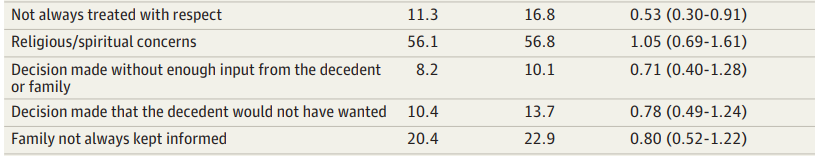 Not always treated with respect 11.3 16.8 0.53 (0.30-0.91)
Religious/spiritual concerns 56.1 56.8 1.05 (0.69-1.61)
Decision made without enough input from the decedent 8.2 10.1 0.71 (0.40-1.28)
or family
Decision made that the decedent would not have wanted 10.4 13.7 0.78 (0.49-1.24)
Family not always kept informed 20.4 22.9 0.80 (0.52-1.22)